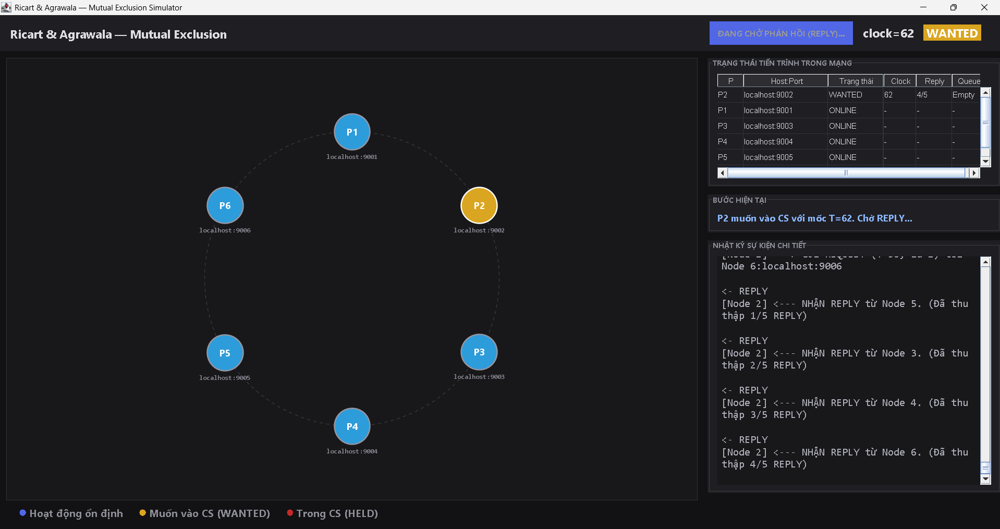 Ricart & Agrawala — Mutual Exclusion Simulator
Ricart & Agrawala — Mutual Exclusion
ĐANG CHỜ PHẢN HỒI (REPLY)...
clock=62
WANTED
P1
localhost:9001
P6
localhost:9006
P2
localhost:9002
P5
localhost:9005
P3
localhost:9003
P4
localhost:9004
Hoạt động ổn định
Muốn vào CS (WANTED)
Trong CS (HELD)
TRẠNG THÁI TIẾN TRÌNH TRONG MẠNG
P Host:Port Trạng thái Clock Reply Queue
P2 localhost:9002 WANTED 62 4/5 Empty
P1 localhost:9001 ONLINE - - -
P3 localhost:9003 ONLINE - - -
P4 localhost:9004 ONLINE - - -
P5 localhost:9005 ONLINE - - -
BƯỚC HIỆN TẠI
P2 muốn vào CS với mốc T=62. Chờ REPLY...
NHẬT KÝ SỰ KIỆN CHI TIẾT
Node 6:localhost:9006
<- REPLY
[Node 2] <--- NHẬN REPLY từ Node 5. (Đã thu
thập 1/5 REPLY)
<- REPLY
[Node 2] <--- NHẬN REPLY từ Node 3. (Đã thu
thập 2/5 REPLY)
<- REPLY
[Node 2] <--- NHẬN REPLY từ Node 4. (Đã thu
thập 3/5 REPLY)
<- REPLY
[Node 2] <--- NHẬN REPLY từ Node 6. (Đã thu
thập 4/5 REPLY)